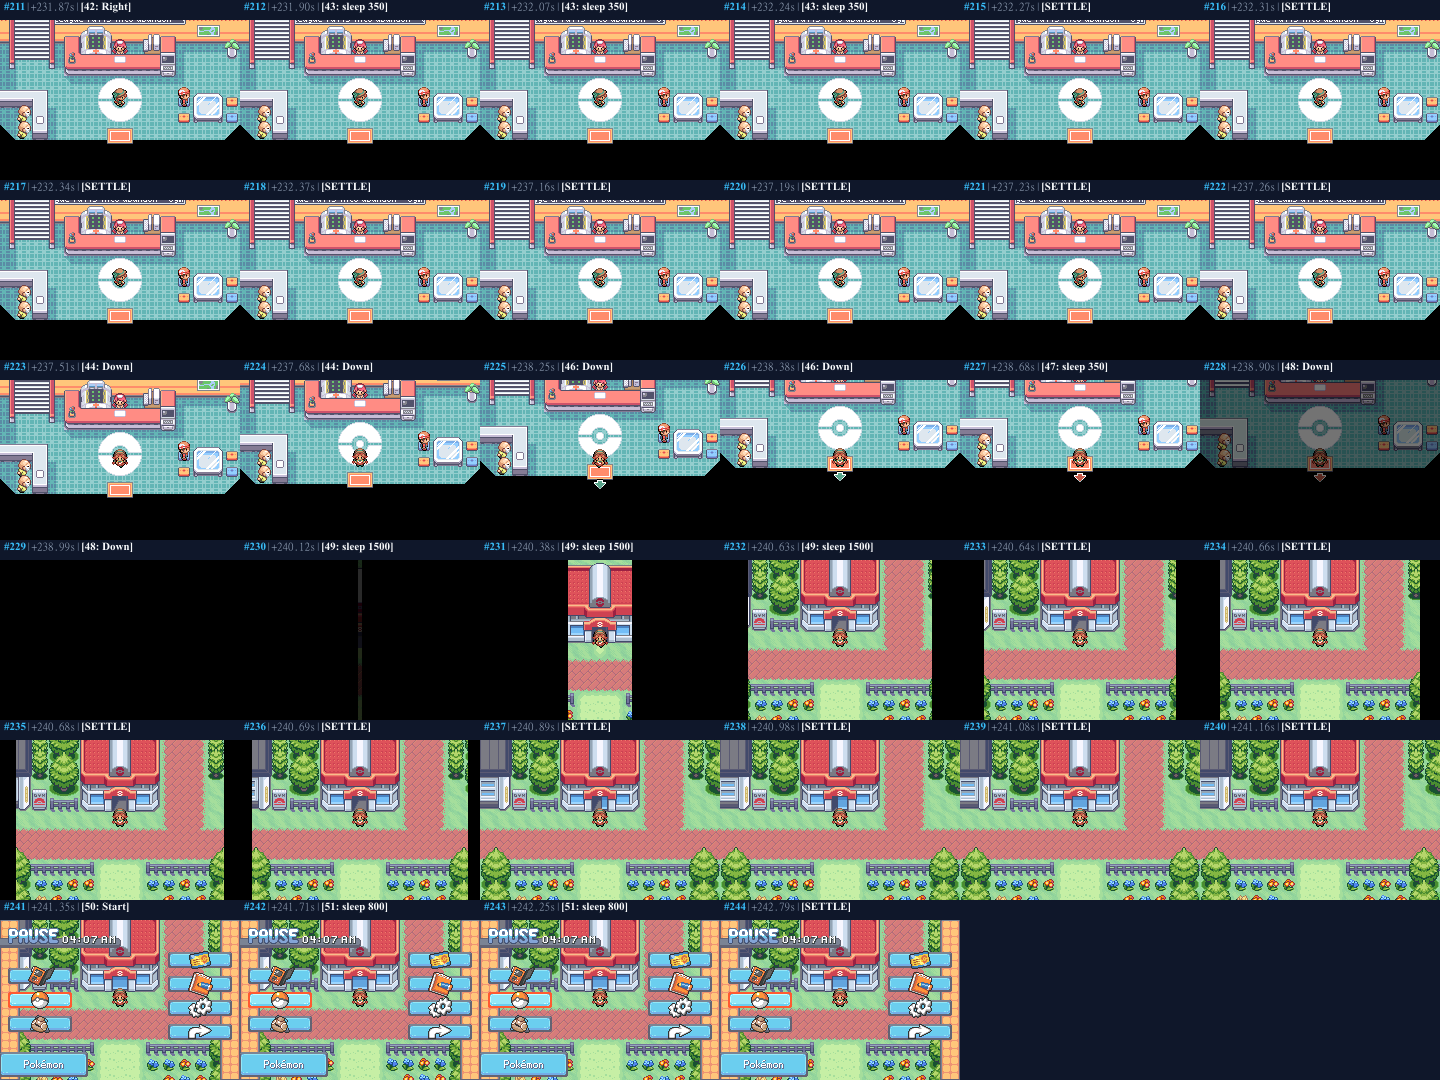 #211|+231.87s|[42: Right]
#212|+231.90s|[43: sleep 350]
#213|+232.07s|[43: sleep 350]
#214|+232.24s|[43: sleep 350]
#215|+232.27s|[SETTLE]
#216|+232.31s|[SETTLE]
#217|+232.34s|[SETTLE]
#218|+232.37s|[SETTLE]
#219|+237.16s|[SETTLE]
#220|+237.19s|[SETTLE]
#221|+237.23s|[SETTLE]
#222|+237.26s|[SETTLE]
#223|+237.51s|[44: Down]
#224|+237.68s|[44: Down]
#225|+238.25s|[46: Down]
#226|+238.38s|[46: Down]
#227|+238.68s|[47: sleep 350]
#228|+238.90s|[48: Down]
#229|+238.99s|[48: Down]
#230|+240.12s|[49: sleep 1500]
#231|+240.38s|[49: sleep 1500]
#232|+240.63s|[49: sleep 1500]
#233|+240.64s|[SETTLE]
#234|+240.66s|[SETTLE]
#235|+240.68s|[SETTLE]
#236|+240.69s|[SETTLE]
#237|+240.89s|[SETTLE]
#238|+240.98s|[SETTLE]
#239|+241.08s|[SETTLE]
#240|+241.16s|[SETTLE]
GYM
GYM
GYM
GYM
GYM
GYM
#241|+241.35s|[50: Start]
#242|+241.71s|[51: sleep 800]
#243|+242.25s|[51: sleep 800]
#244|+242.79s|[SETTLE]
PAUSE 04:07 AM
PAUSE 04:07 AM
PAUSE 04:07 AM
PAUSE 04:07 AM
Pokémon
Pokémon
Pokémon
Pokémon